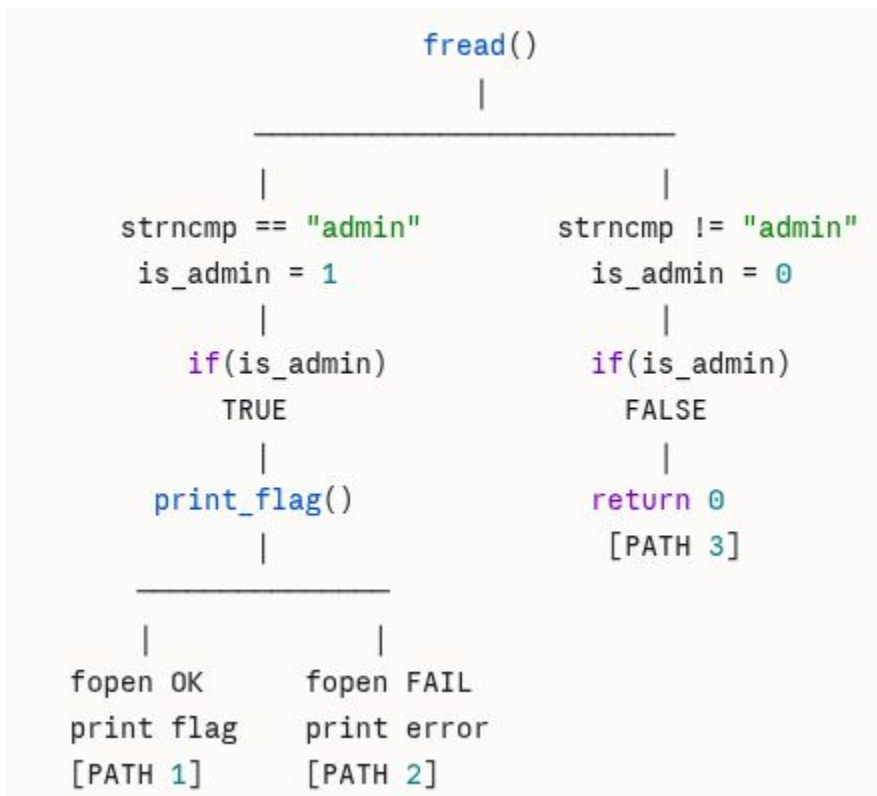 fread()
|
|          |
strncmp == "admin"          strncmp != "admin"
is_admin = 1          is_admin = 0
|          |
if(is_admin)          if(is_admin)
TRUE          FALSE
|          |
print_flag()          return 0
|          [PATH 3]
|          |
fopen OK          fopen FAIL
print flag          print error
[PATH 1]          [PATH 2]